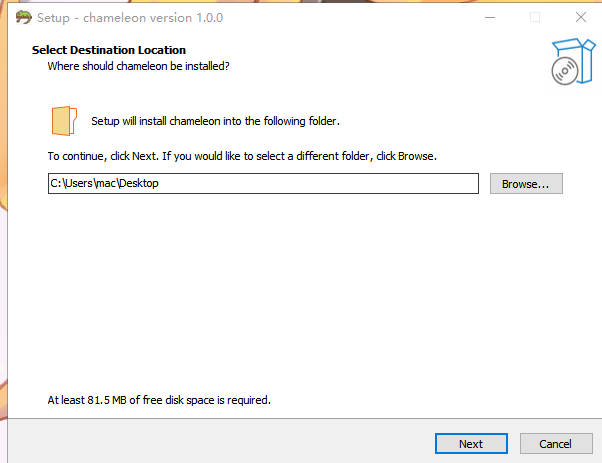 Setup - chameleon version 1.0.0
Select Destination Location
Where should chameleon be installed?
Setup will install chameleon into the following folder.
To continue, click Next. If you would like to select a different folder, click Browse.
C:\Users\mac\Desktop
Browse...
At least 81.5 MB of free disk space is required.
Next
Cancel